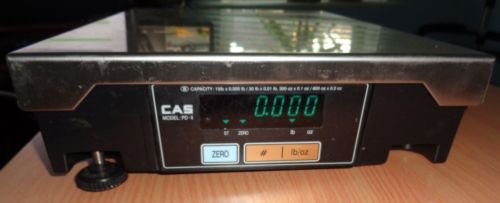 CAPACITY: 15lb x 0.005 lb / 30 lb x 0.01 lb, 300 oz x 0.1 oz / 600 oz x 0.2 oz
CAS
MODEL: PD-II
0.000
ST ZERO lb oz
ZERO # lb/oz